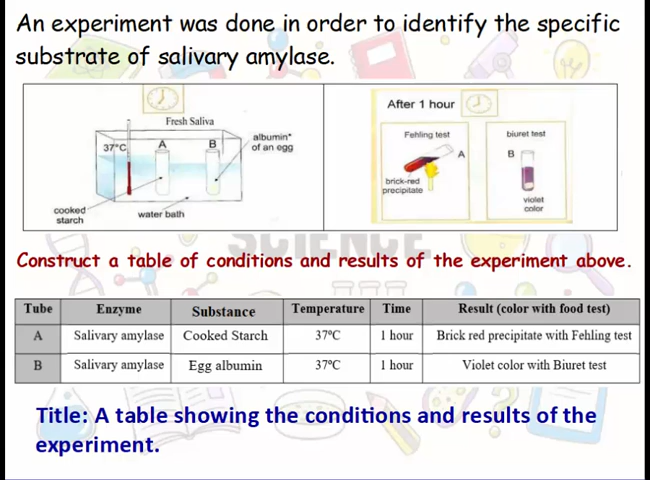 An experiment was done in order to identify the specific
substrate of salivary amylase.
Fresh Saliva
37°C
A
B
albumin*
of an egg
cooked
starch
water bath
After 1 hour
Fehling test
A
brick-red
precipitate
biuret test
B
violet
color
SCIENCE
Construct a table of conditions and results of the experiment above.
Tube Enzyme Substance Temperature Time Result (color with food test)
A Salivary amylase Cooked Starch 37ºC 1 hour Brick red precipitate with Fehling test
B Salivary amylase Egg albumin 37ºC 1 hour Violet color with Biuret test
Title: A table showing the conditions and results of the
experiment.